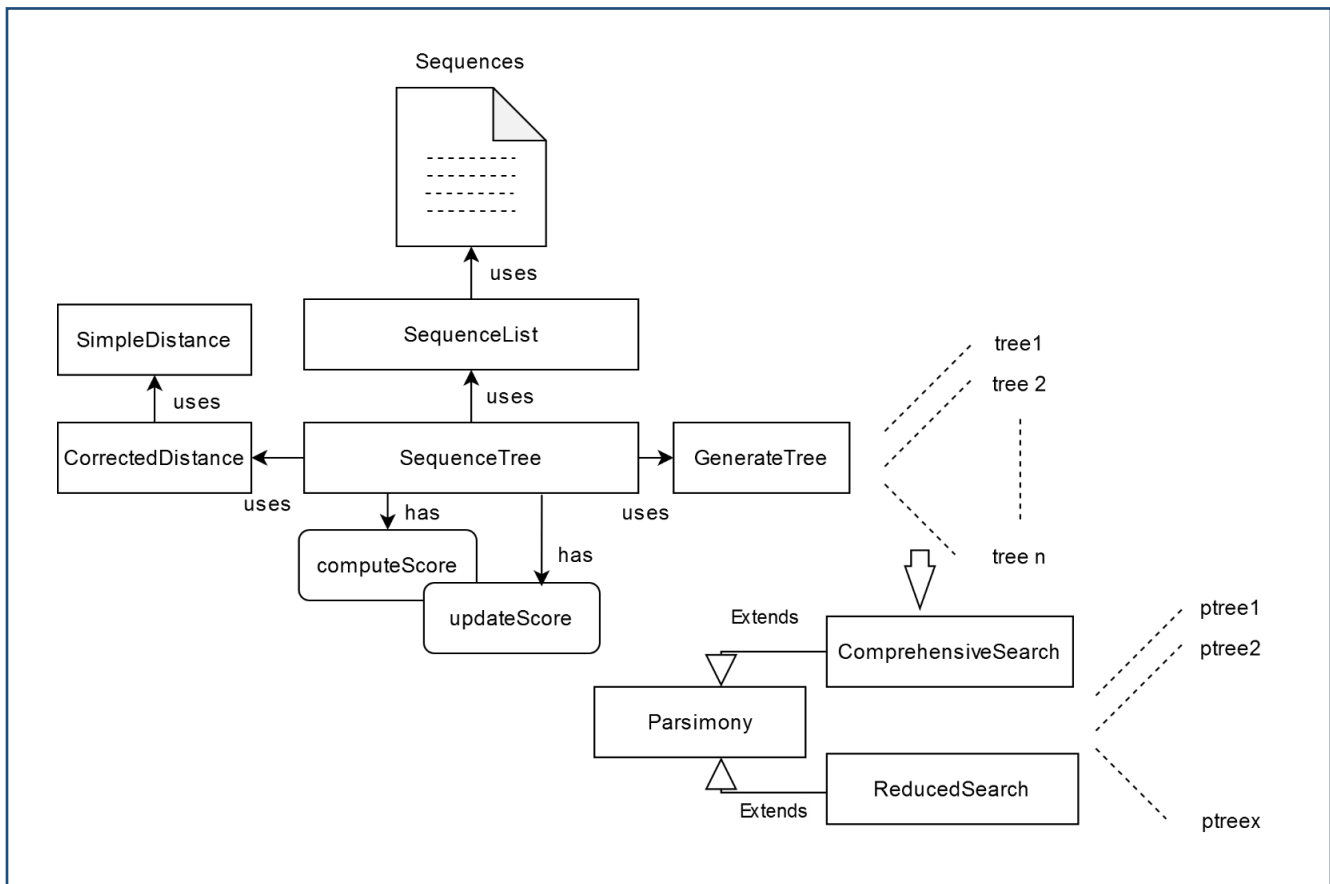 Sequences
uses
SequenceList
SimpleDistance
tree1
tree 2
uses
uses
CorrectedDistance
SequenceTree
GenerateTree
uses
has
uses
has
computeScore
tree n
updateScore
Extends
ptree1
ComprehensiveSearch
ptree2
Parsimony
ReducedSearch
Extends
ptreex